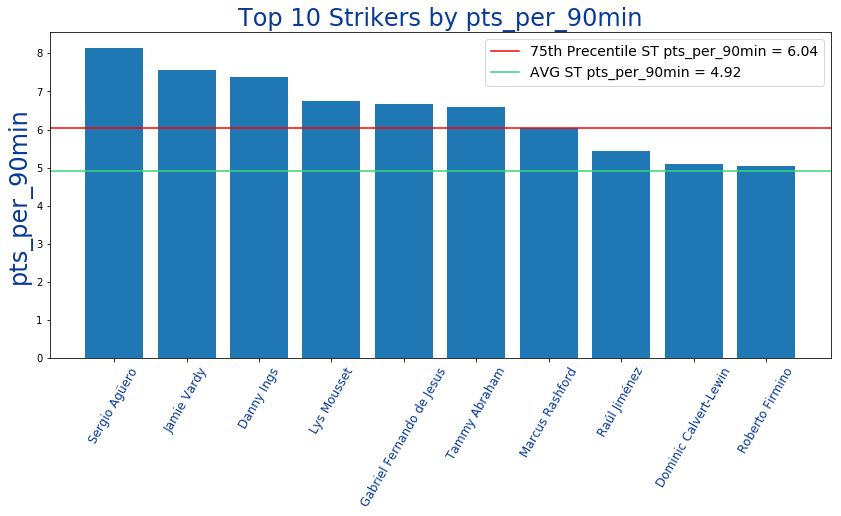 Top 10 Strikers by pts_per_90min
75th Precentile ST pts_per_90min = 6.04
AVG ST pts_per_90min = 4.92
pts_per_90min
8
7
6
5
4
3
2
1
0
Sergio Agüero
Jamie Vardy
Danny Ings
Lys Mousset
Gabriel Fernando de Jesus
Tammy Abraham
Marcus Rashford
Raúl Jiménez
Dominic Calvert-Lewin
Roberto Firmino